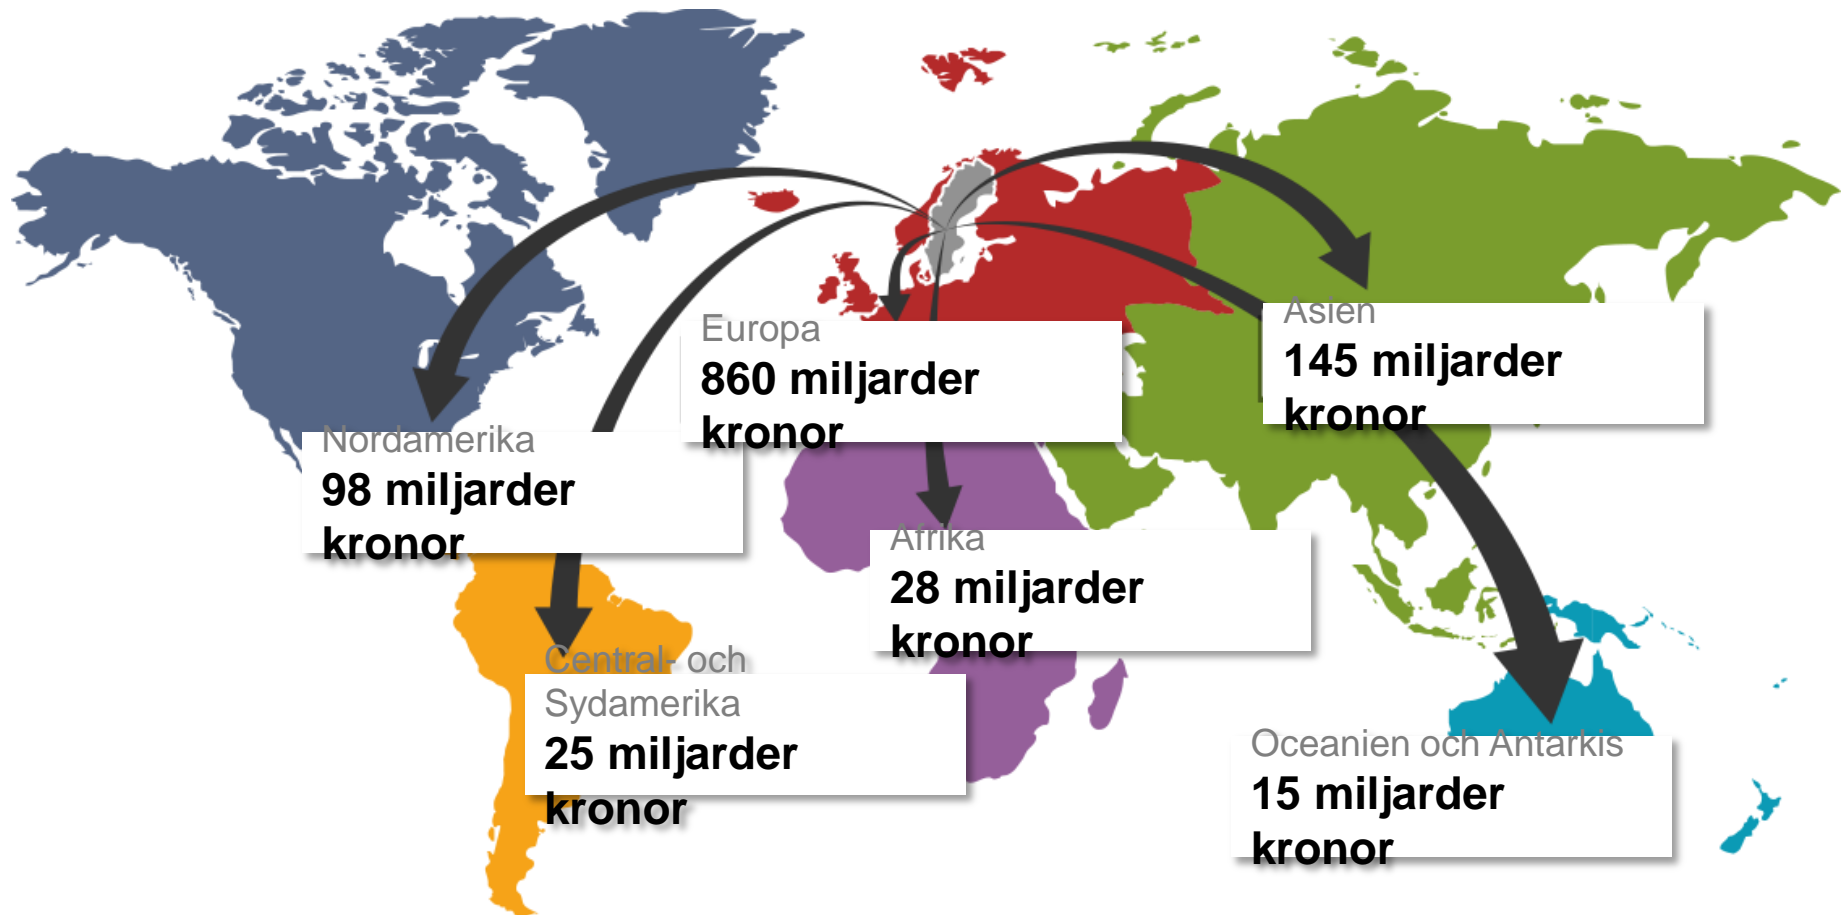 Europa
860 miljarder
kronor
Asien
145 miljarder
kronor
Nordamerika
98 miljarder
kronor
Afrika
28 miljarder
kronor
Central- och
Sydamerika
25 miljarder
kronor
Oceanien och Antarkis
15 miljarder
kronor